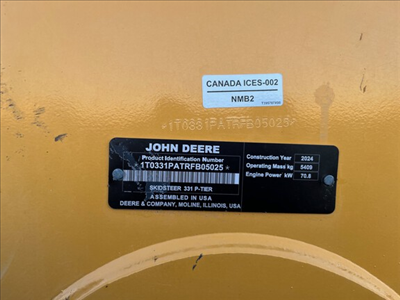 CANADA ICES-002
NMB2
*1T0331PATRFB05025*
JOHN DEERE
Product Identification Number
*1T0331PATRFB05025*
SKIDSTEER 331 P-TIER
ASSEMBLED IN USA
DEERE & COMPANY, MOLINE, ILLINOIS, USA
Construction Year 2024
Operating Mass kg 5409
Engine Power kW 70.8